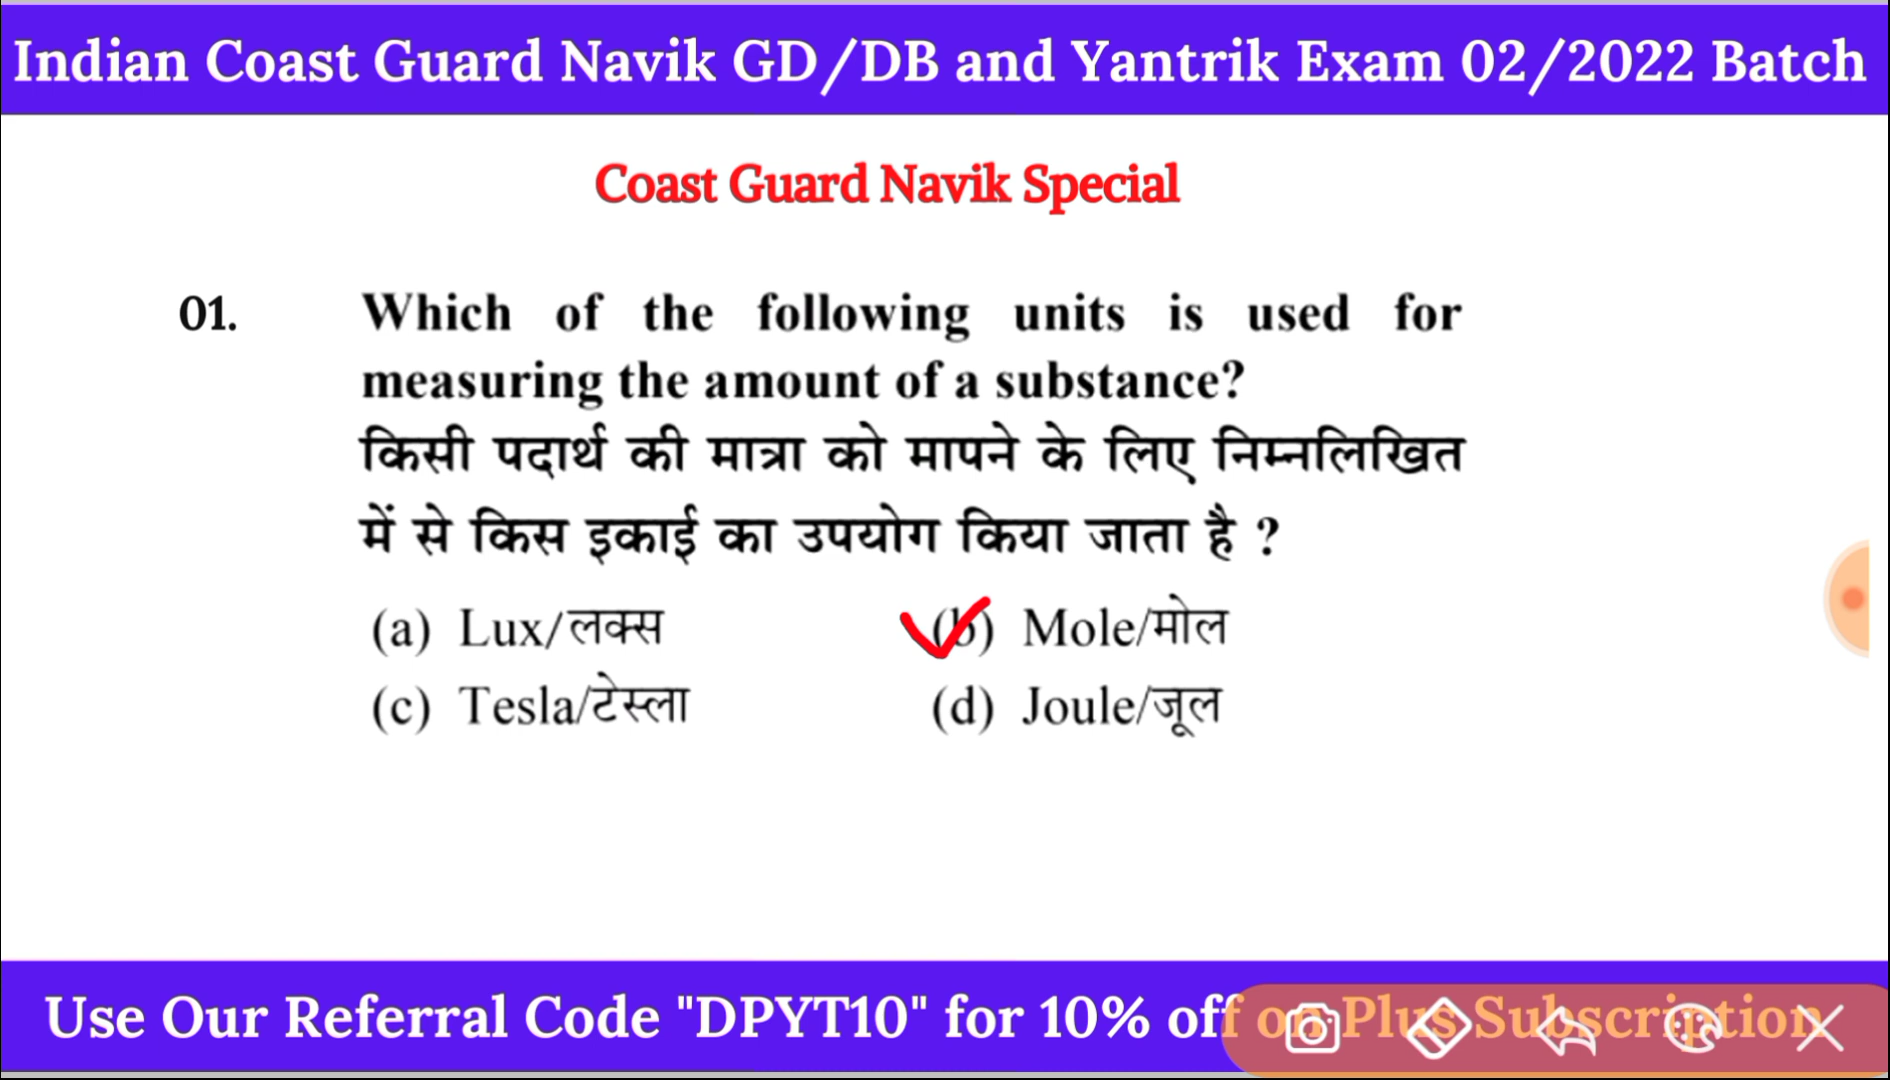 Indian Coast Guard Navik GD/DB and Yantrik Exam 02/2022 Batch
Coast Guard Navik Special
01. Which of the following units is used for
measuring the amount of a substance?
किसी पदार्थ की मात्रा को मापने के लिए निम्नलिखित
में से किस इकाई का उपयोग किया जाता है ?
(a) Lux/लक्स (b) Mole/मोल
(c) Tesla/टेस्ला (d) Joule/जूल
Use Our Referral Code "DPYT10" for 10% off on Plus Subscription